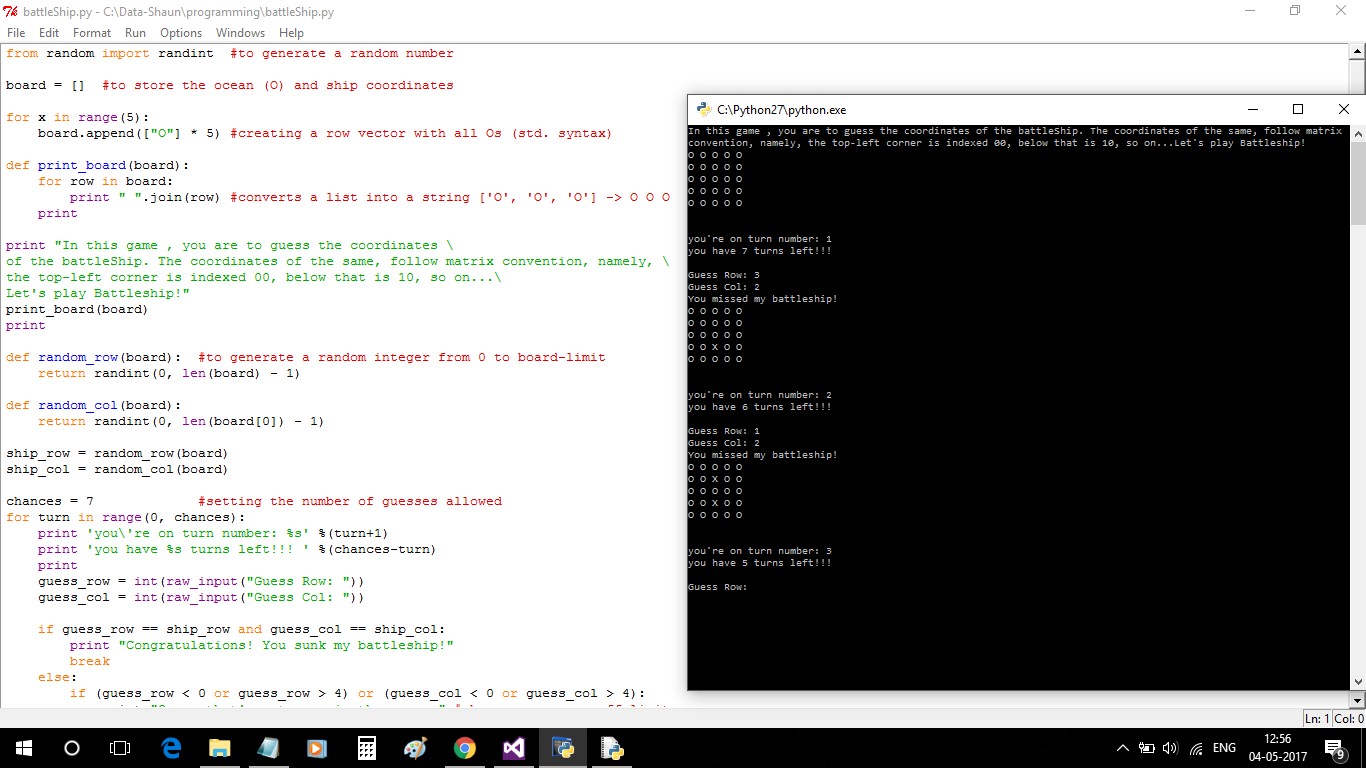 battleShip.py - C:\Data-Shaun\programming\battleShip.py
File Edit Format Run Options Windows Help
from random import randint  #to generate a random number
board = []  #to store the ocean (O) and ship coordinates
for x in range(5):
    board.append(["O"] * 5) #creating a row vector with all Os (std. syntax)
def print_board(board):
    for row in board:
        print " ".join(row) #converts a list into a string ['O', 'O', 'O'] -> O O O
    print
print "In this game , you are to guess the coordinates \
of the battleShip. The coordinates of the same, follow matrix convention, namely, \
the top-left corner is indexed 00, below that is 10, so on...\
Let's play Battleship!"
print_board(board)
print
def random_row(board):  #to generate a random integer from 0 to board-limit
    return randint(0, len(board) - 1)
def random_col(board):
    return randint(0, len(board[0]) - 1)
ship_row = random_row(board)
ship_col = random_col(board)
chances = 7             #setting the number of guesses allowed
for turn in range(0, chances):
    print 'you\'re on turn number: %s' %(turn+1)
    print 'you have %s turns left!!! ' %(chances-turn)
    print
    guess_row = int(raw_input("Guess Row: "))
    guess_col = int(raw_input("Guess Col: "))
    if guess_row == ship_row and guess_col == ship_col:
        print "Congratulations! You sunk my battleship!"
        break
    else:
        if (guess_row < 0 or guess_row > 4) or (guess_col < 0 or guess_col > 4):
C:\Python27\python.exe
In this game , you are to guess the coordinates of the battleShip. The coordinates of the same, follow matrix
convention, namely, the top-left corner is indexed 00, below that is 10, so on...Let's play Battleship!
O O O O O
O O O O O
O O O O O
O O O O O
O O O O O
you're on turn number: 1
you have 7 turns left!!!
Guess Row: 3
Guess Col: 2
You missed my battleship!
O O O O O
O O O O O
O O O O O
O O X O O
O O O O O
you're on turn number: 2
you have 6 turns left!!!
Guess Row: 1
Guess Col: 2
You missed my battleship!
O O O O O
O O X O O
O O O O O
O O X O O
O O O O O
you're on turn number: 3
you have 5 turns left!!!
Guess Row:
Ln: 1 Col: 0
ENG
12:56
04-05-2017
9